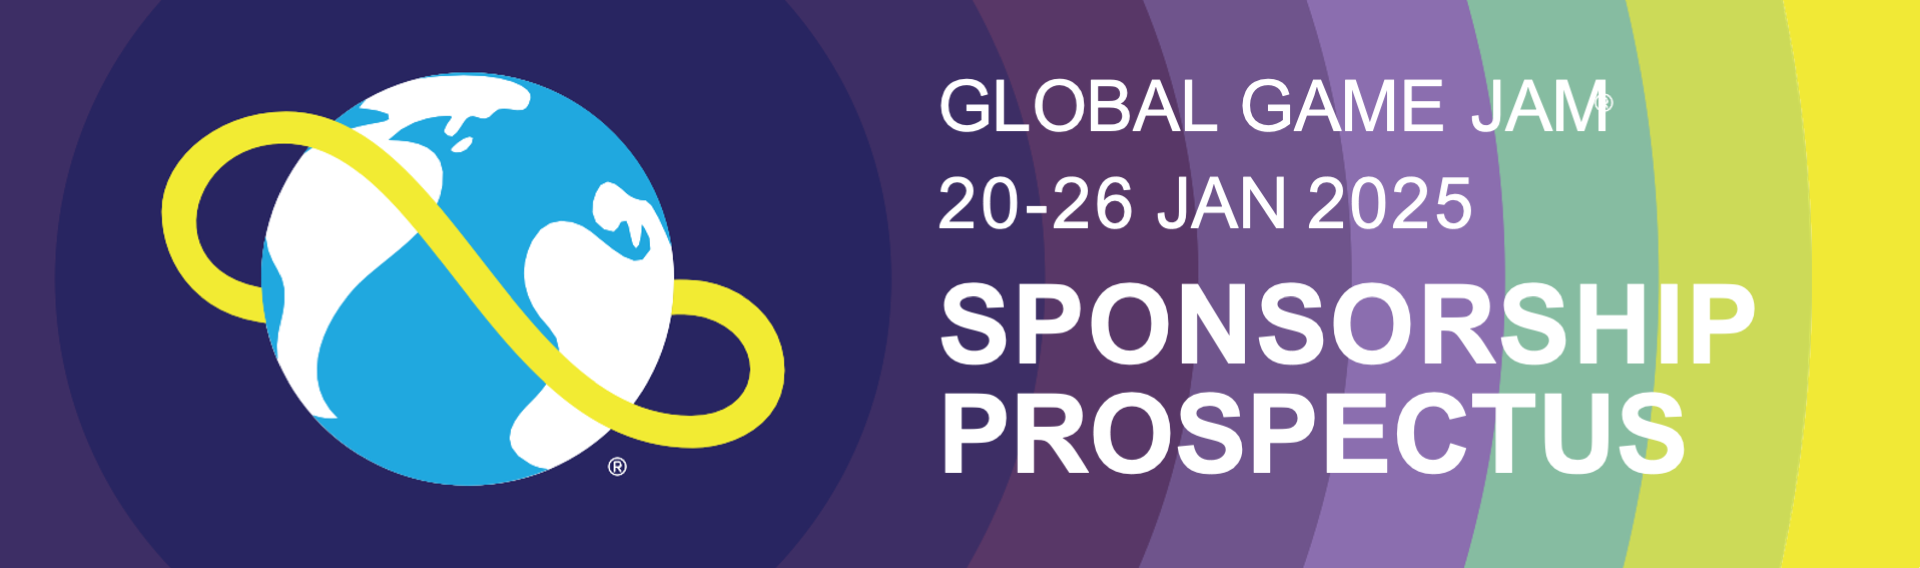 GLOBAL GAME JAM®
20-26 JAN 2025
SPONSORSHIP
PROSPECTUS
®